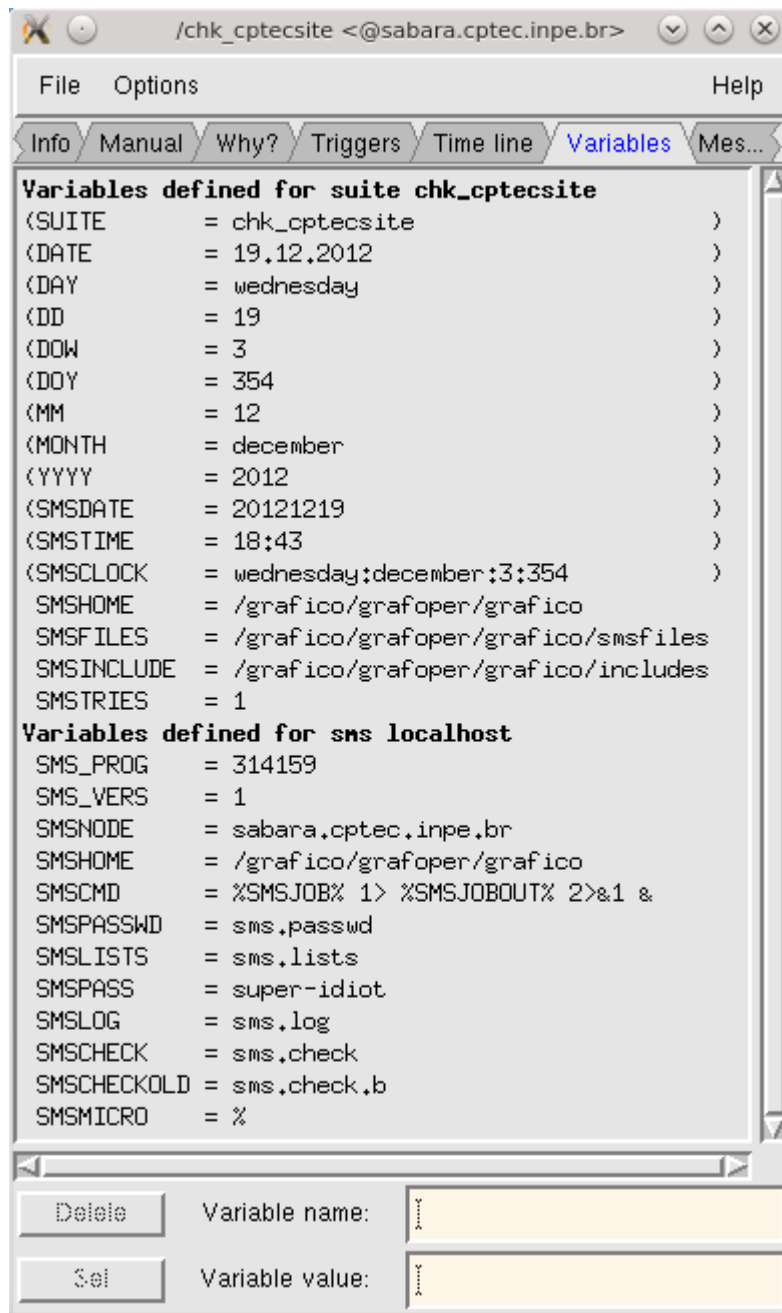 /chk_cptecsite <@sabara.cptec.inpe.br>
File Options Help
Info Manual Why? Triggers Time line Variables Mes...
Variables defined for suite chk_cptecsite
(SUITE = chk_cptecsite )
(DATE = 19.12.2012 )
(DAY = wednesday )
(DD = 19 )
(DOW = 3 )
(DOY = 354 )
(MM = 12 )
(MONTH = december )
(YYYY = 2012 )
(SMSDATE = 20121219 )
(SMSTIME = 18:43 )
(SMSCLOCK = wednesday:december:3:354 )
SMSHOME = /grafico/grafoper/grafico
SMSFILES = /grafico/grafoper/grafico/smsfiles
SMSINCLUDE = /grafico/grafoper/grafico/includes
SMSTRIES = 1
Variables defined for sms localhost
SMS_PROG = 314159
SMS_VERS = 1
SMSNODE = sabara.cptec.inpe.br
SMSHOME = /grafico/grafoper/grafico
SMSCMD = %SMSJOB% 1> %SMSJOBOUT% 2>&1 &
SMSPASSWD = sms.passwd
SMSLISTS = sms.lists
SMSPASS = super-idiot
SMSLOG = sms.log
SMSCHECK = sms.check
SMSCHECKOLD = sms.check.b
SMSMICRO = %
Delete Variable name:
Set Variable value: